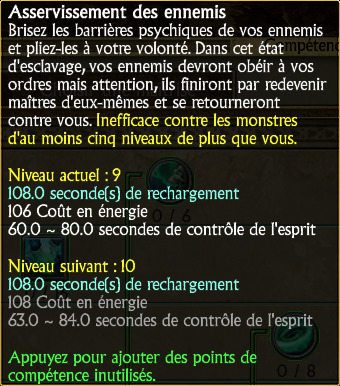 Asservissement des ennemis
Brisez les barrières psychiques de vos ennemis
et pliez-les à votre volonté. Dans cet état
d'esclavage, vos ennemis devront obéir à vos
ordres mais attention, ils finiront par redevenir
maîtres d'eux-mêmes et se retourneront
contre vous. Inefficace contre les monstres
d'au moins cinq niveaux de plus que vous.
Niveau actuel : 9
108.0 seconde(s) de rechargement
106 Coût en énergie
60.0 ~ 80.0 secondes de contrôle de l'esprit
Niveau suivant : 10
108.0 seconde(s) de rechargement
108 Coût en énergie
63.0 ~ 84.0 secondes de contrôle de l'esprit
Appuyez pour ajouter des points de
compétence inutilisés.
0 / 8